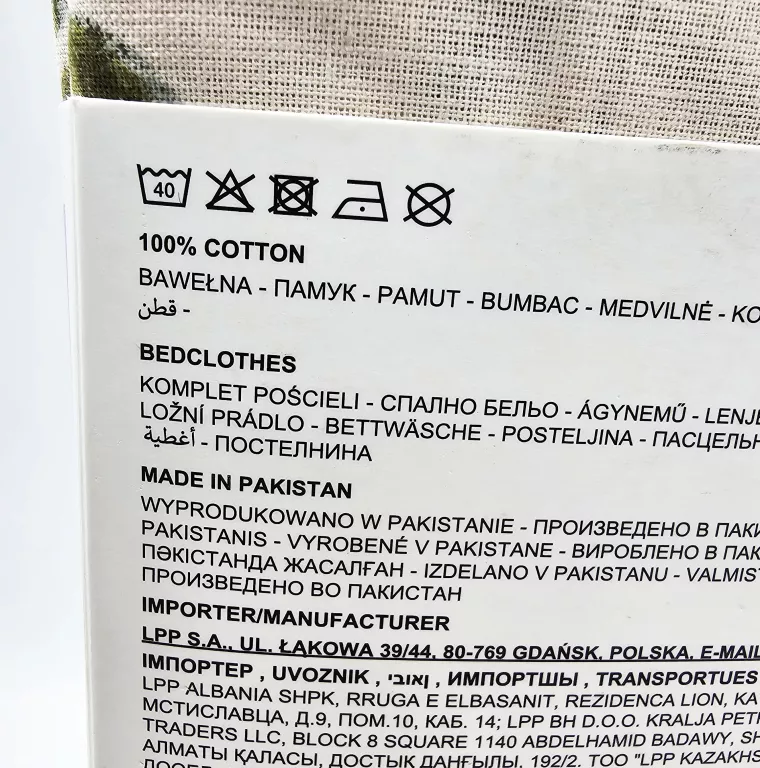 40
100% COTTON
BAWEŁNA - ПАМУК - PAMUT - BUMBAC - MEDVILNĖ - KO
قطن -
BEDCLOTHES
KOMPLET POŚCIELI - СПАЛНО БЕЛЬО - ÁGYNEMŰ - LENJE
LOŽNÍ PRÁDLO - BETTWÄSCHE - POSTELJINA - ПАСЦЕЛЬН
أغطية - ПОСТЕЛНИНА
MADE IN PAKISTAN
WYPRODUKOWANO W PAKISTANIE - ПРОИЗВЕДЕНО В ПАКИ
PAKISTANIS - VYROBENÉ V PAKISTANE - ВИРОБЛЕНО В ПАК
ПӘКІСТАНДА ЖАСАЛҒАН - IZDELANO V PAKISTANU - VALMIST
ПРОИЗВЕДЕНО ВО ПАКИСТАН
IMPORTER/MANUFACTURER
LPP S.A., UL. ŁĄKOWA 39/44, 80-769 GDAŃSK, POLSKA, E-MAIL
ІМПОРТЕР , UVOZNIK , יבואן , ИМПОРТШЫ , TRANSPORTUES
LPP ALBANIA SHPK, RRUGA E ELBASANIT, REZIDENCA LION, KA
МСТИСЛАВЦА, Д.9, ПОМ.10, КАБ. 14; LPP BH D.O.O. KRALJA PETR
TRADERS LLC, BLOCK 8 SQUARE 1140 ABDELHAMID BADAWY, SH
АЛМАТЫ ҚАЛАСЫ, ДОСТЫҚ ДАҢҒЫЛЫ, 192/2, ТОО "LPP KAZAKHS